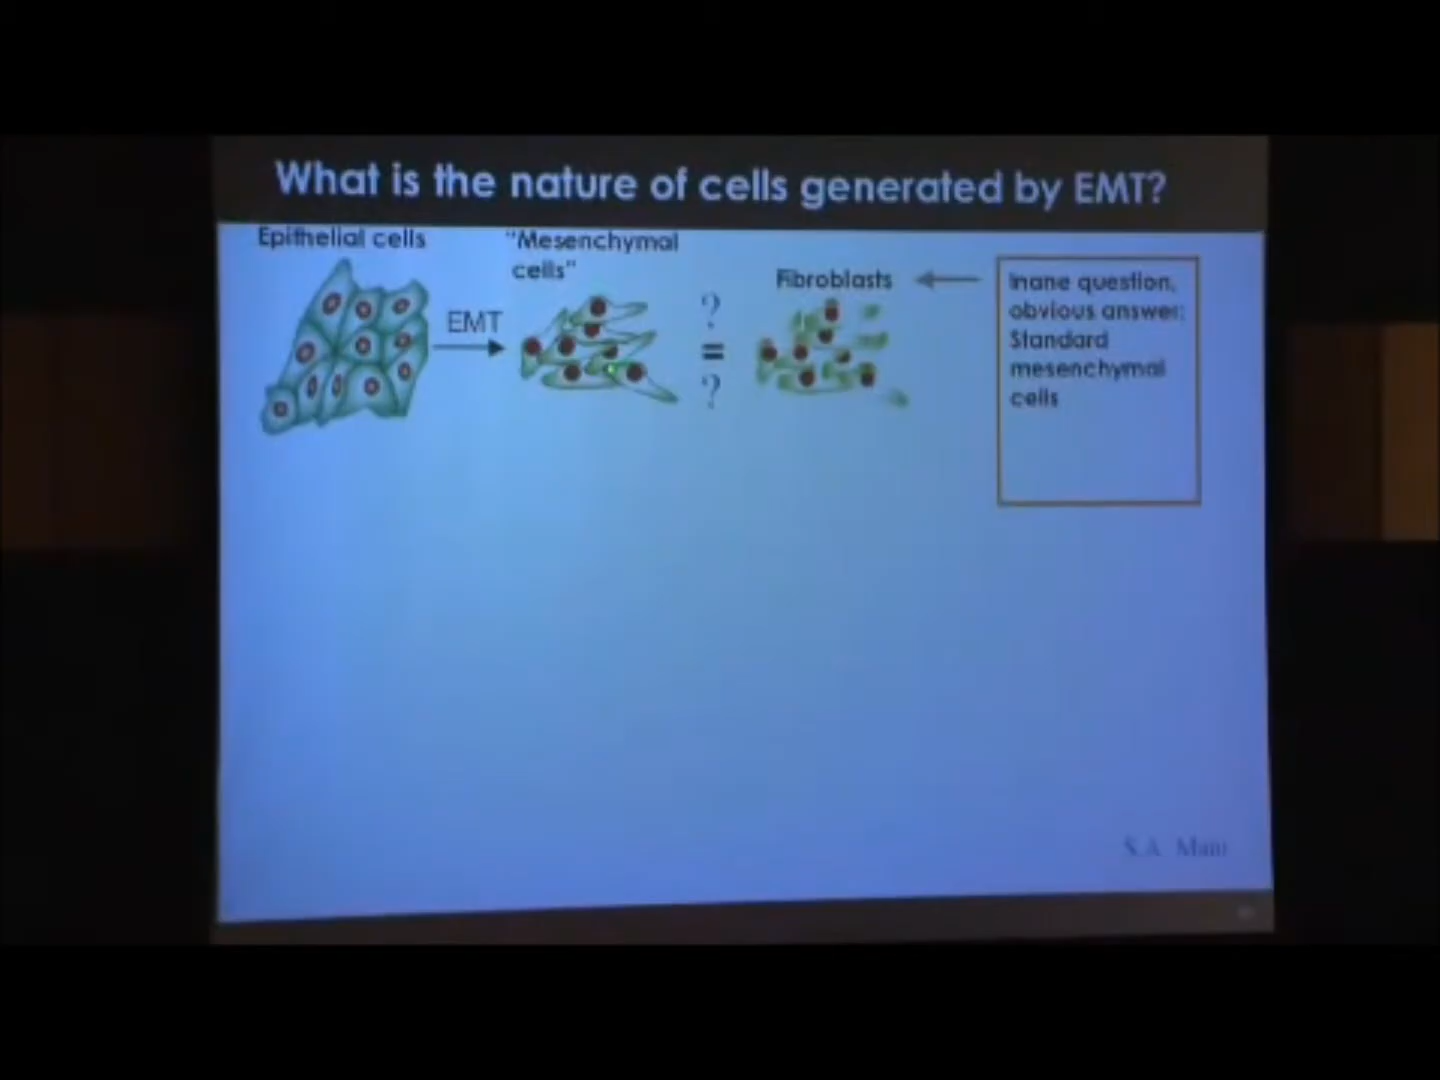 What is the nature of cells generated by EMT?
Epithelial cells
"Mesenchymal
cells"
EMT
?
=
?
Fibroblasts
Inane question,
obvious answer:
Standard
mesenchymal
cells
S.A. Mani